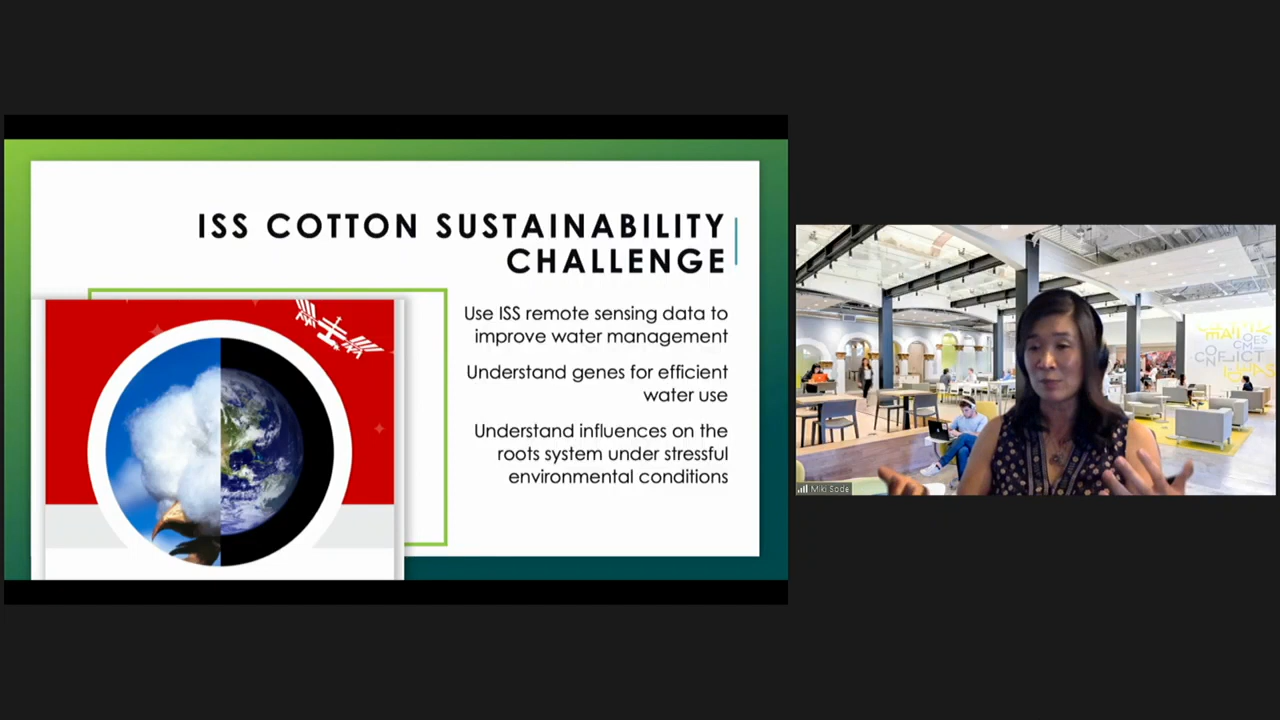 ISS COTTON SUSTAINABILITY
CHALLENGE
Use ISS remote sensing data to
improve water management
Understand genes for efficient
water use
Understand influences on the
roots system under stressful
environmental conditions
Miki Sode
CONFLICT